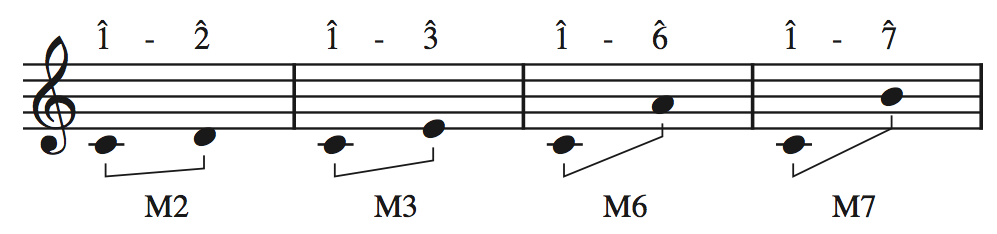 1̂ - 2̂ 1̂ - 3̂ 1̂ - 6̂ 1̂ - 7̂
M2 M3 M6 M7